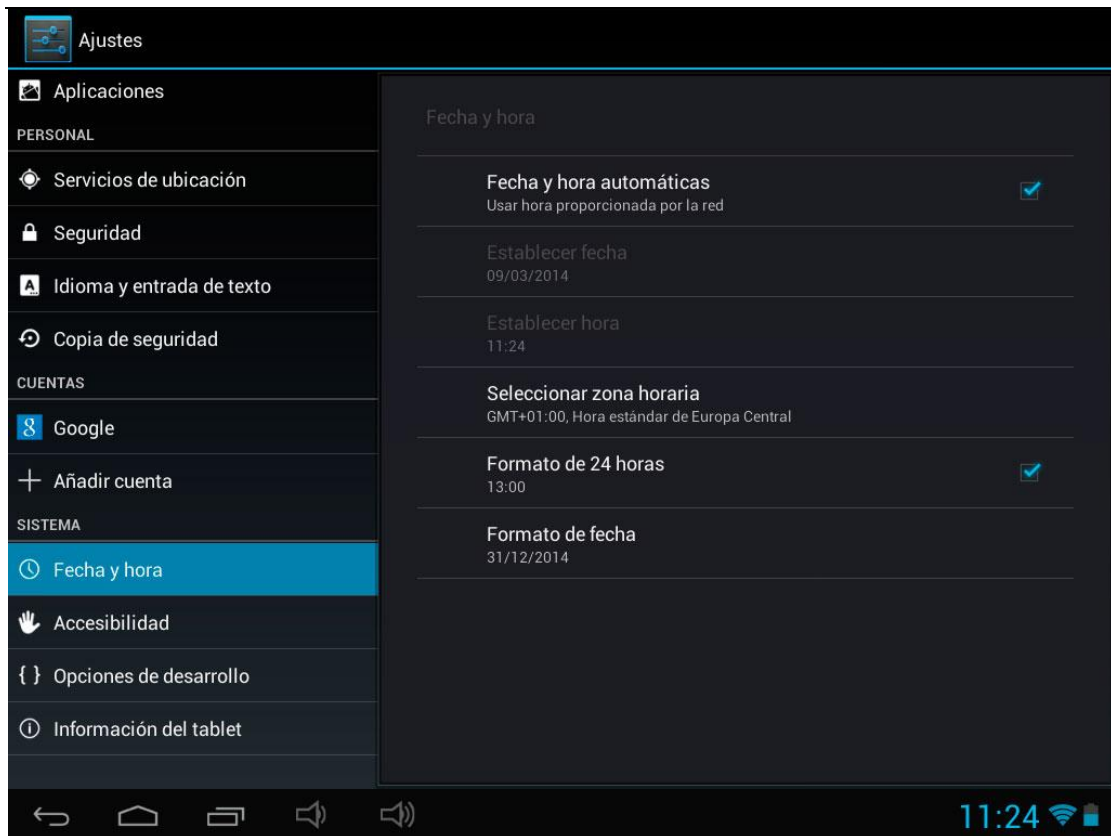 Ajustes
Aplicaciones
PERSONAL
Servicios de ubicación
Seguridad
Idioma y entrada de texto
Copia de seguridad
CUENTAS
Google
Añadir cuenta
SISTEMA
Fecha y hora
Accesibilidad
{ } Opciones de desarrollo
Información del tablet
Fecha y hora
Fecha y hora automáticas
Usar hora proporcionada por la red
Establecer fecha
09/03/2014
Establecer hora
11:24
Seleccionar zona horaria
GMT+01:00, Hora estándar de Europa Central
Formato de 24 horas
13:00
Formato de fecha
31/12/2014
11:24